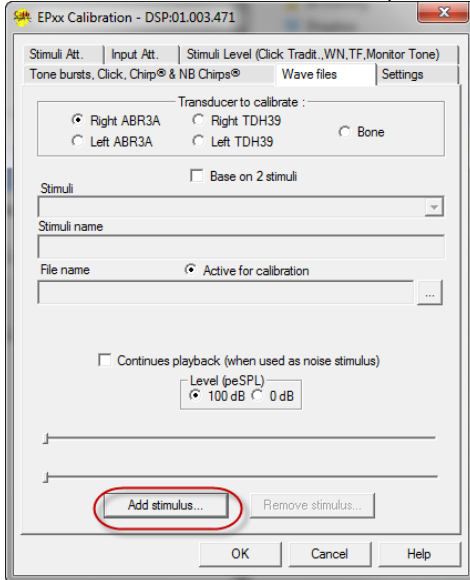 EPxx Calibration - DSP:01.003.471
Stimuli Att. Input Att. Stimuli Level (Click Tradit.,WN,TF,Monitor Tone)
Tone bursts, Click, Chirp® & NB Chirps® Wave files Settings
Transducer to calibrate :
Right ABR3A Right TDH39
Bone
Left ABR3A Left TDH39
Base on 2 stimuli
Stimuli
Stimuli name
File name Active for calibration
...
Continues playback (when used as noise stimulus)
Level (peSPL)
100 dB 0 dB
Add stimulus... Remove stimulus...
OK Cancel Help